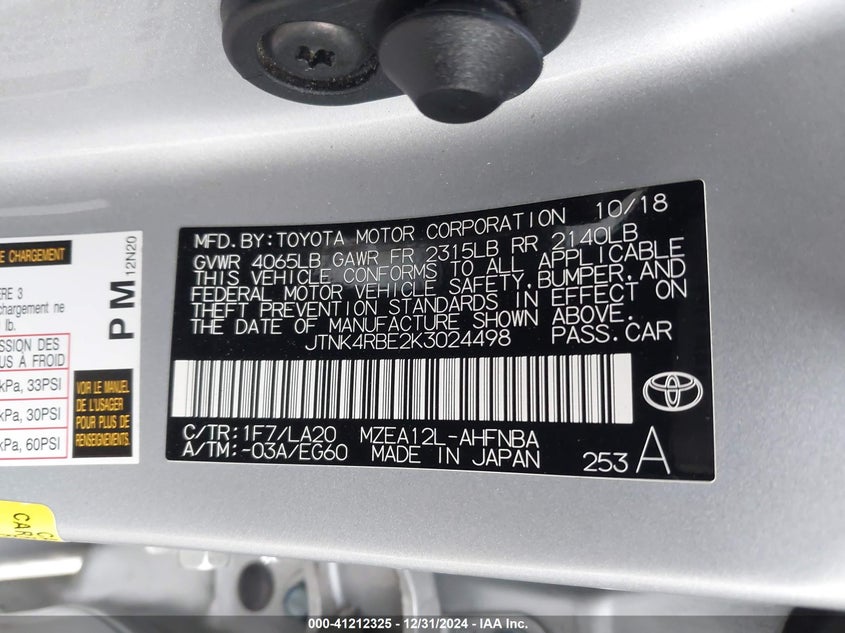 MFD.BY:TOYOTA MOTOR CORPORATION 10/18
GVWR 4065LB GAWR FR 2315LB RR 2140LB
THIS VEHICLE CONFORMS TO ALL APPLICABLE
FEDERAL MOTOR VEHICLE SAFETY,BUMPER,AND
THEFT PREVENTION STANDARDS IN EFFECT ON
THE DATE OF MANUFACTURE SHOWN ABOVE.
JTNK4RBE2K3024498 PASS.CAR
C/TR:1F7/LA20 MZEA12L-AHFNBA
A/TM:-03A/EG60 MADE IN JAPAN 253 A
E CHARGEMENT
PM 12N20
ÈRE 3
chargement ne
lb.
SSION DES
US À FROID
kPa, 33PSI
kPa, 30PSI
kPa, 60PSI
VOIR LE MANUEL
DE L'USAGER
POUR PLUS DE
RENSEIGNEMENTS.
CAR
000-41212325 - 12/31/2024 - IAA Inc.